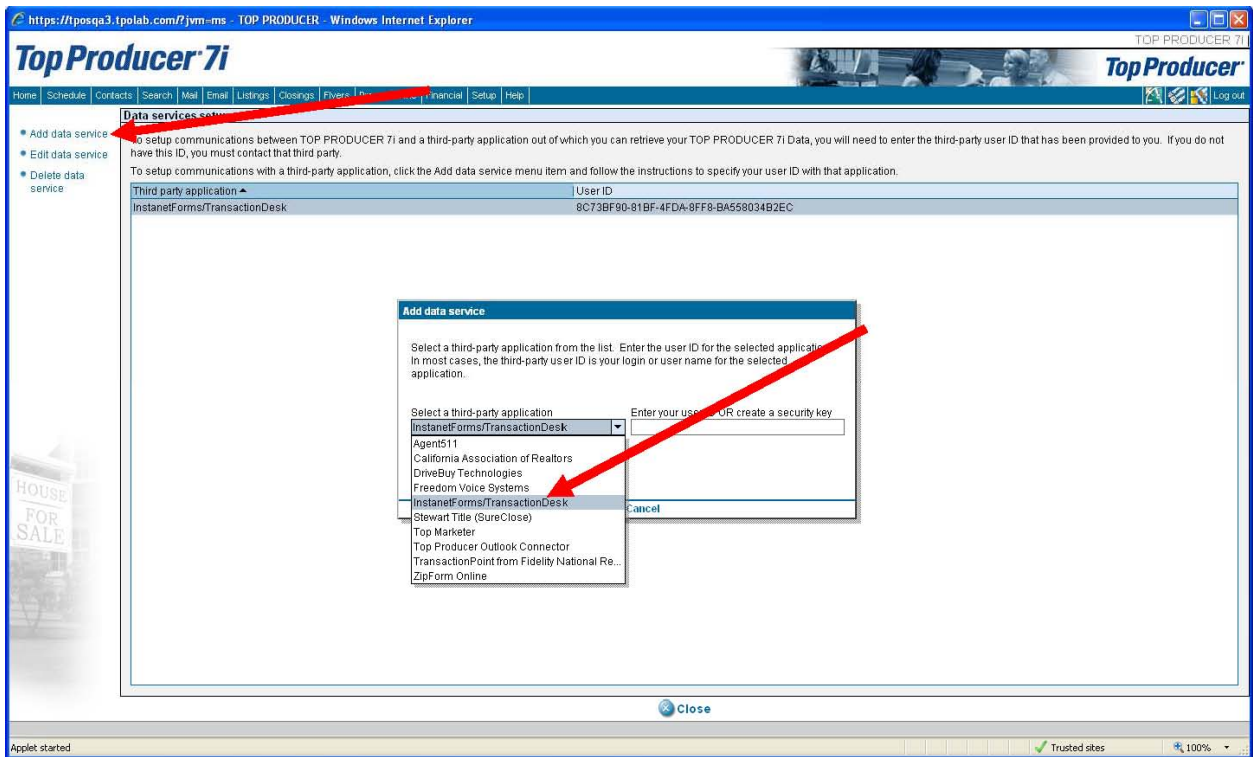 https://tposqa3.tpolab.com/?jvm=ms - TOP PRODUCER - Windows Internet Explorer
TOP PRODUCER 7i
Top Producer 7i
Top Producer
Home Schedule Contacts Search Mail Email Listings Closings Flyers Financial Setup Help Log out
Data services setup
To setup communications between TOP PRODUCER 7i and a third-party application out of which you can retrieve your TOP PRODUCER 7i Data, you will need to enter the third-party user ID that has been provided to you. If you do not
have this ID, you must contact that third party.
To setup communications with a third-party application, click the Add data service menu item and follow the instructions to specify your user ID with that application.
Add data service
Edit data service
Delete data
service
Third party application User ID
InstanetForms/TransactionDesk 8C73BF90-81BF-4FDA-8FF8-BA558034B2EC
Add data service
Select a third-party application from the list. Enter the user ID for the selected application.
In most cases, the third-party user ID is your login or user name for the selected
application.
Select a third-party application
Enter your user ID OR create a security key
InstanetForms/TransactionDesk
Agent511
California Association of Realtors
DriveBuy Technologies
Freedom Voice Systems
InstanetForms/TransactionDesk
Stewart Title (SureClose)
Top Marketer
Top Producer Outlook Connector
TransactionPoint from Fidelity National Re...
ZipForm Online
Cancel
HOUSE
FOR
SALE
Close
Applet started
Trusted sites
100%